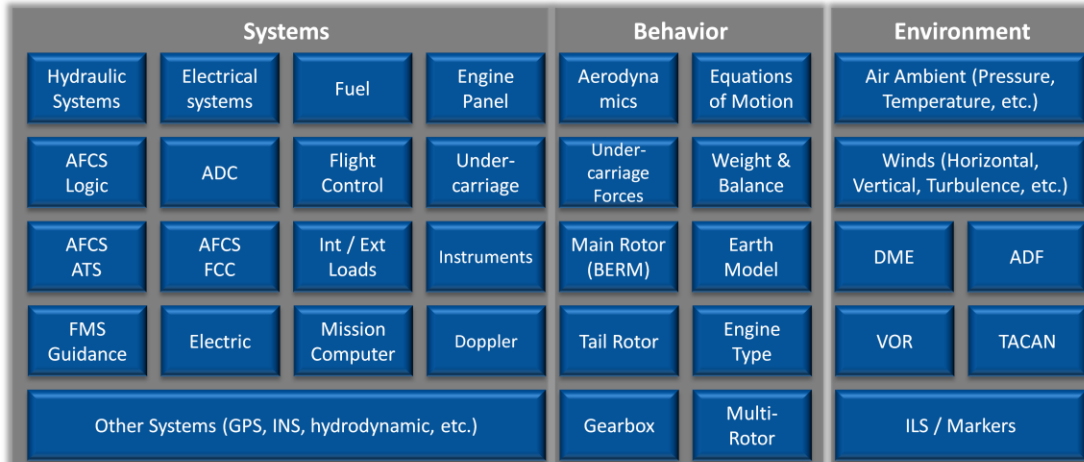 Systems
Behavior
Environment
Hydraulic
Systems
Electrical
systems
Fuel
Engine
Panel
Aerodyna
mics
Equations
of Motion
Air Ambient (Pressure,
Temperature, etc.)
AFCS
Logic
ADC
Flight
Control
Under-
carriage
Under-
carriage
Forces
Weight &
Balance
Winds (Horizontal,
Vertical, Turbulence, etc.)
AFCS
ATS
AFCS
FCC
Int / Ext
Loads
Instruments
Main Rotor
(BERM)
Earth
Model
DME
ADF
FMS
Guidance
Electric
Mission
Computer
Doppler
Tail Rotor
Engine
Type
VOR
TACAN
Other Systems (GPS, INS, hydrodynamic, etc.)
Gearbox
Multi-
Rotor
ILS / Markers